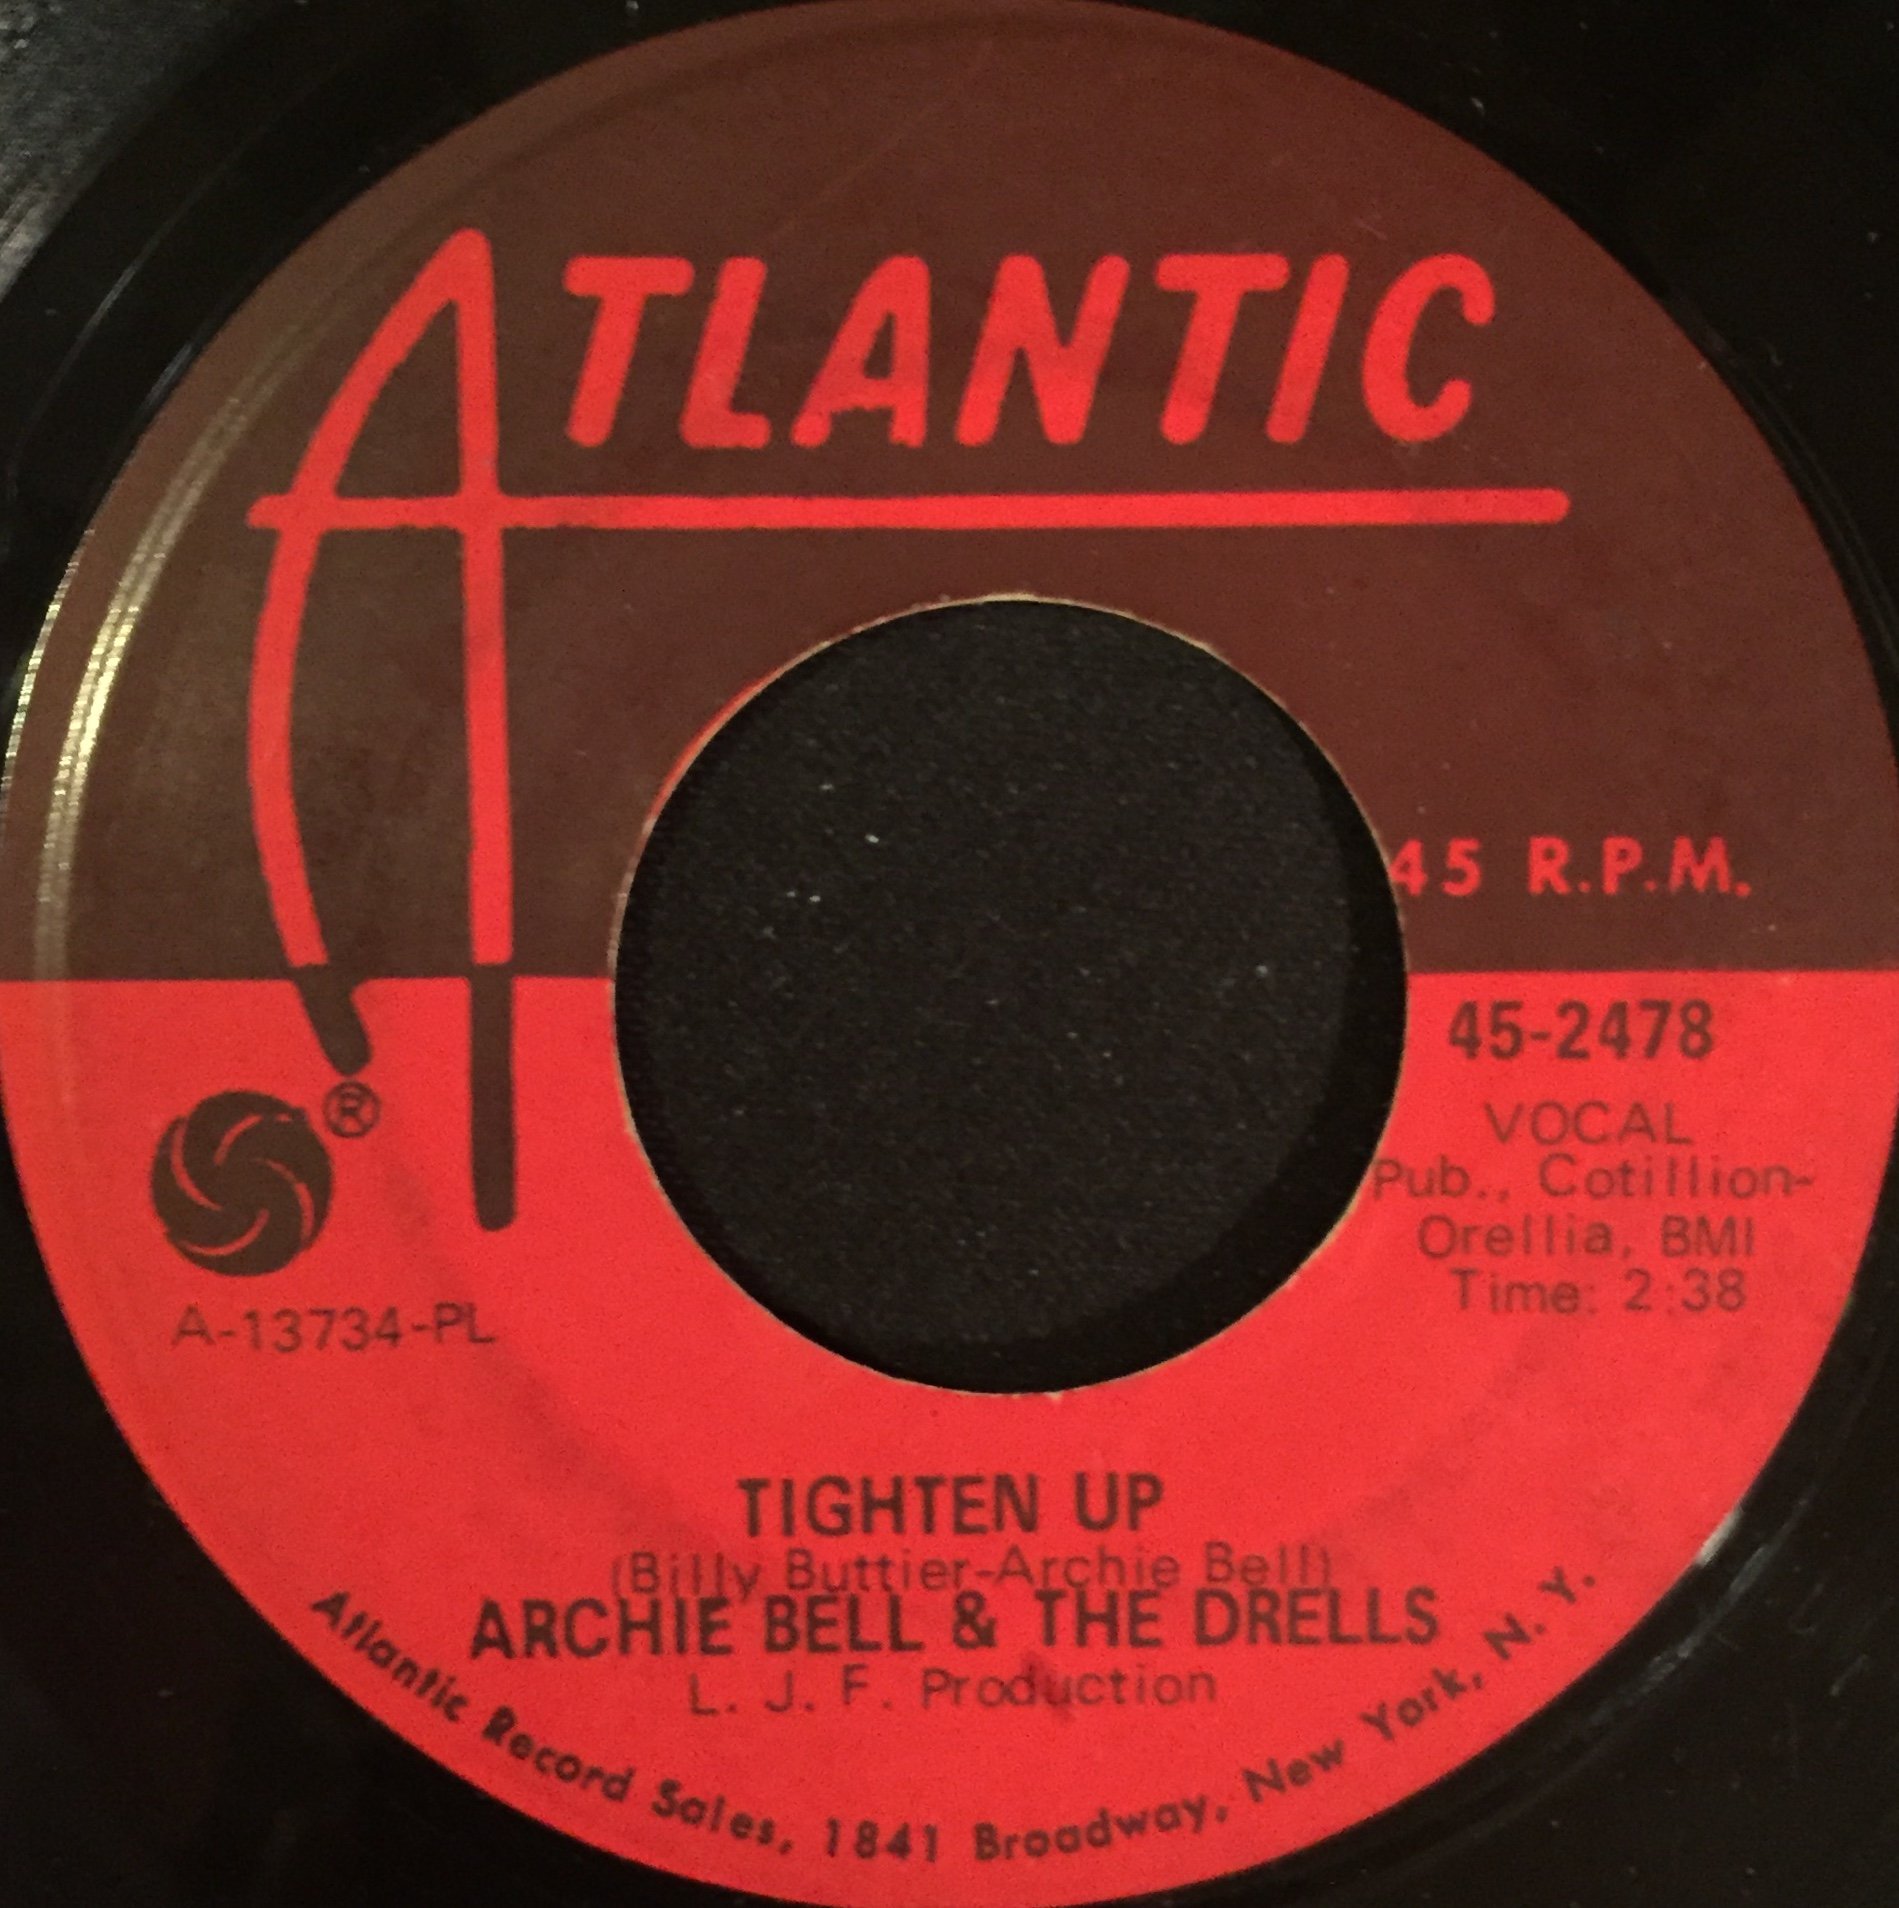 ATLANTIC
45 R.P.M.
45-2478
VOCAL
Pub., Cotillion-
Orellia, BMI
Time: 2:38
®
A-13734-PL
TIGHTEN UP
(Billy Buttier-Archie Bell)
ARCHIE BELL & THE DRELLS
L. J. F. Production
Atlantic Record Sales, 1841 Broadway, New York, N. Y.